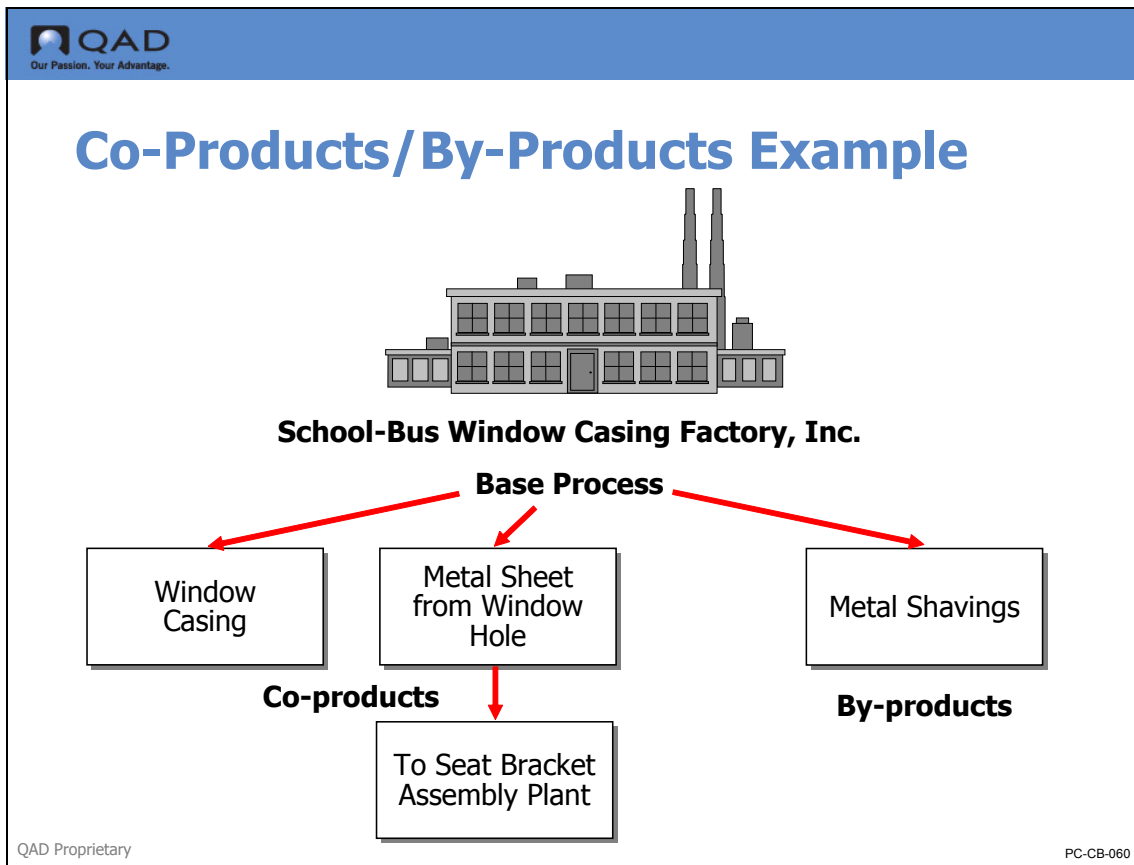 QAD
Our Passion. Your Advantage.
Co-Products/By-Products Example
School-Bus Window Casing Factory, Inc.
Base Process
Window
Casing
Metal Sheet
from Window
Hole
Metal Shavings
Co-products
By-products
To Seat Bracket
Assembly Plant
QAD Proprietary
PC-CB-060